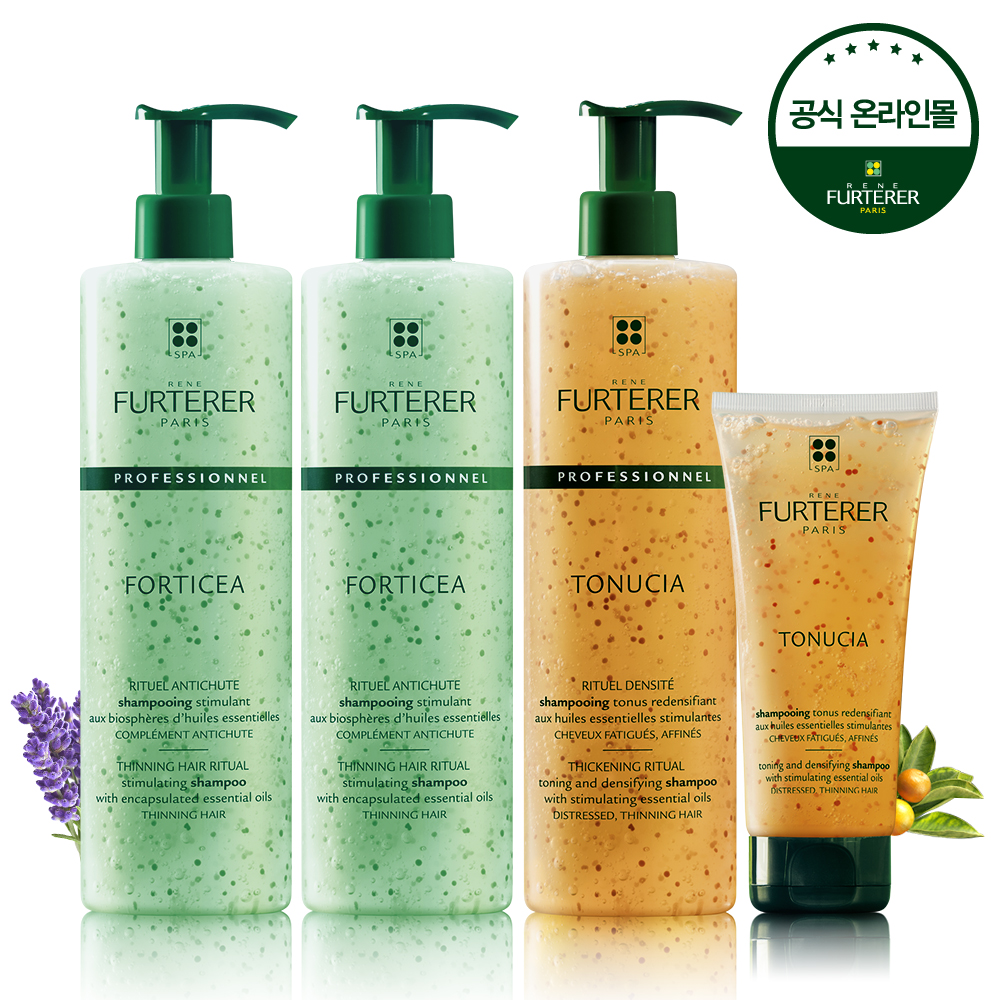 공식 온라인몰
RENE
FURTERER
PARIS
SPA
RENE
FURTERER
PARIS
PROFESSIONNEL
FORTICEA
RITUEL ANTICHUTE
shampooing stimulant
aux biosphères d'huiles essentielles
COMPLÉMENT ANTICHUTE
THINNING HAIR RITUAL
stimulating shampoo
with encapsulated essential oils
THINNING HAIR
SPA
RENE
FURTERER
PARIS
PROFESSIONNEL
FORTICEA
RITUEL ANTICHUTE
shampooing stimulant
aux biosphères d'huiles essentielles
COMPLÉMENT ANTICHUTE
THINNING HAIR RITUAL
stimulating shampoo
with encapsulated essential oils
THINNING HAIR
SPA
RENE
FURTERER
PARIS
PROFESSIONNEL
TONUCIA
RITUEL DENSITÉ
shampooing tonus redensifiant
aux huiles essentielles stimulantes
CHEVEUX FATIGUÉS, AFFINÉS
THICKENING RITUAL
toning and densifying shampoo
with stimulating essential oils
DISTRESSED, THINNING HAIR
SPA
RENE
FURTERER
PARIS
TONUCIA
shampooing tonus redensifiant
aux huiles essentielles stimulantes
CHEVEUX FATIGUÉS, AFFINÉS
toning and densifying shampoo
with stimulating essential oils
DISTRESSED, THINNING HAIR